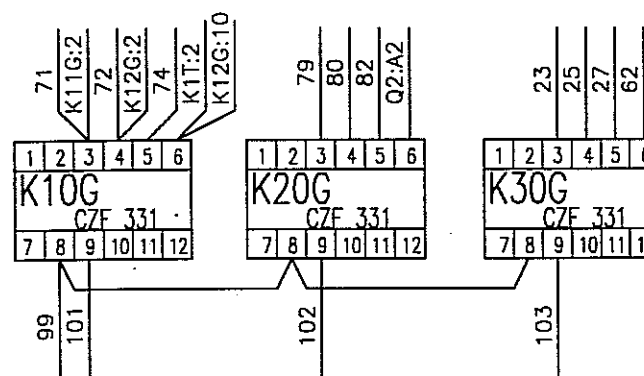 71
K11G:2
72
K12G:2
74
K1T:2
K12G:10
79
80
82
Q2:A2
23
25
27
62
1 2 3 4 5 6
K10G
CZF 331
7 8 9 10 11 12
1 2 3 4 5 6
K20G
CZF 331
7 8 9 10 11 12
1 2 3 4 5 6
K30G
CZF 331
7 8 9 10 11
99
101
102
103